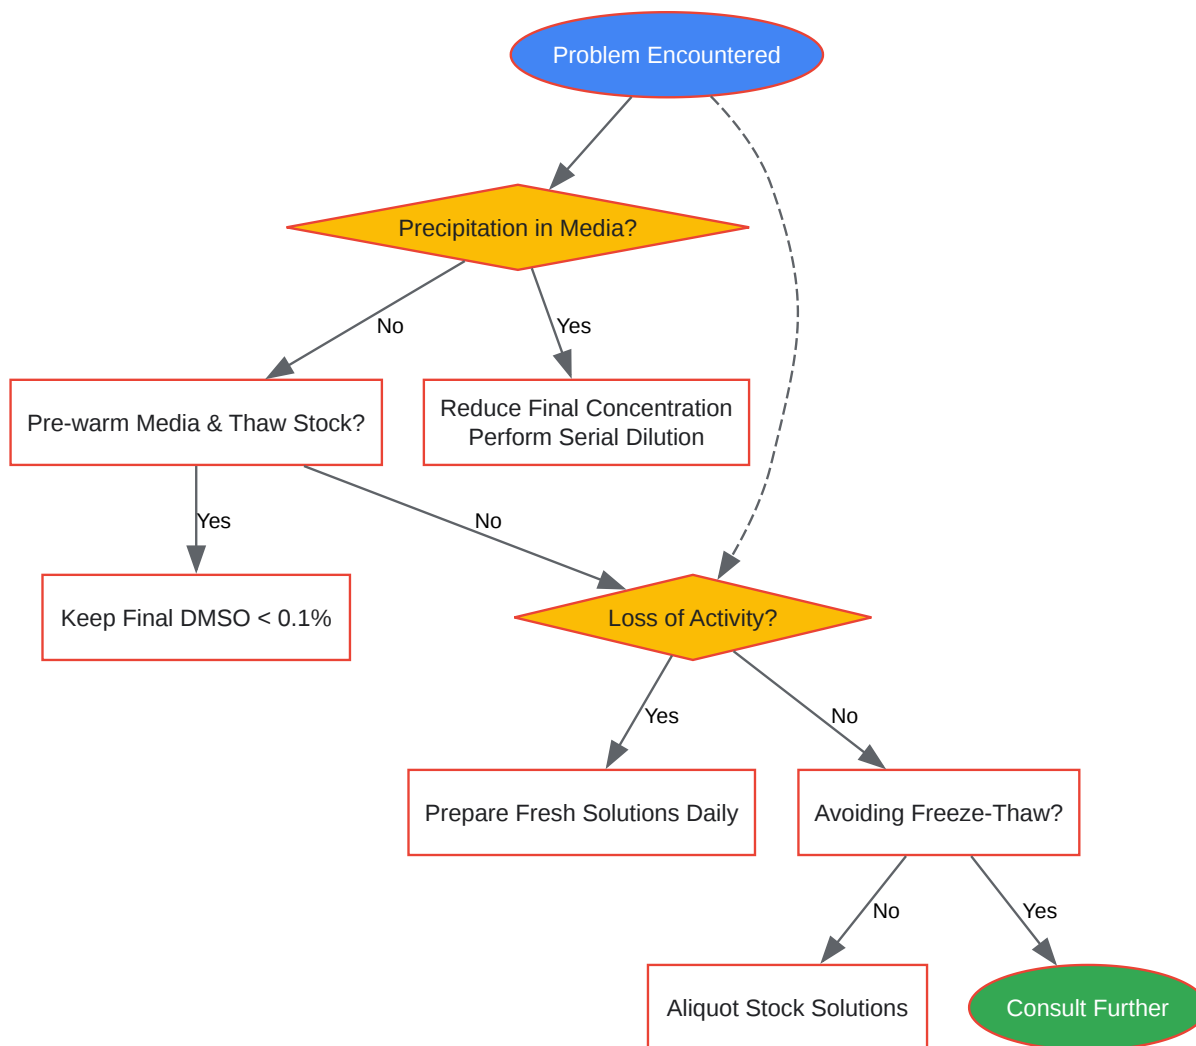 Problem Encountered
Precipitation in Media?
No
Yes
Pre-warm Media & Thaw Stock?
Reduce Final Concentration
Perform Serial Dilution
Yes
No
Keep Final DMSO < 0.1%
Loss of Activity?
Yes
No
Prepare Fresh Solutions Daily
Avoiding Freeze-Thaw?
No
Yes
Aliquot Stock Solutions
Consult Further